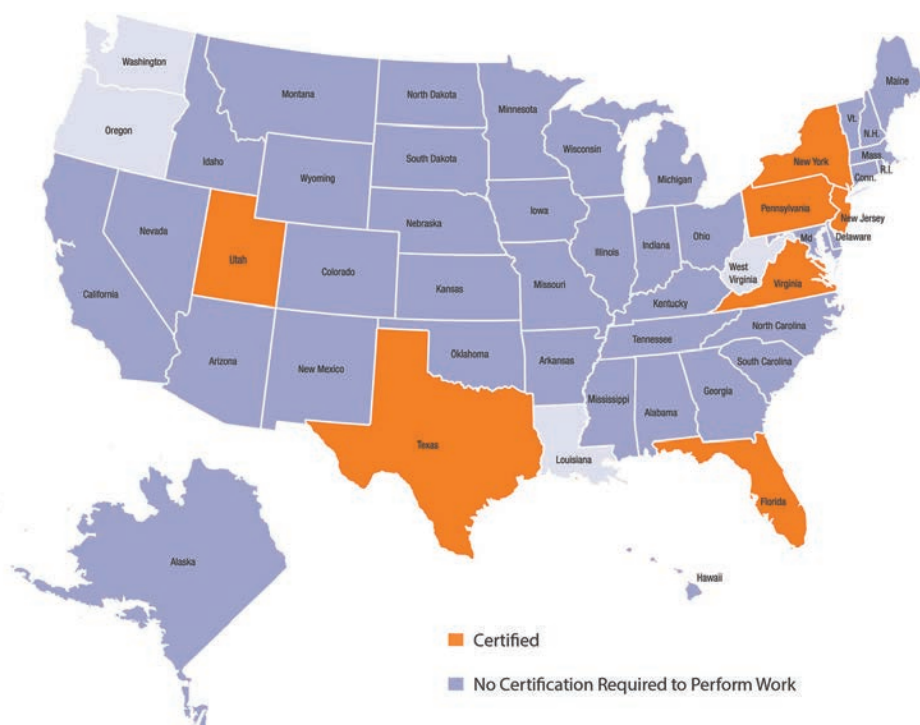 Washington
Montana
North Dakota
Minnesota
Maine
Oregon
Idaho
South Dakota
Wisconsin
Vt.
N.H.
Wyoming
Michigan
New York
Mass.
R.I.
Conn.
Nevada
Utah
Nebraska
Iowa
Pennsylvania
New Jersey
Illinois
Indiana
Ohio
Md.
Delaware
California
Colorado
Kansas
Missouri
West
Virginia
Virginia
Kentucky
Arizona
New Mexico
Oklahoma
Arkansas
Tennessee
North Carolina
South Carolina
Mississippi
Alabama
Georgia
Texas
Louisiana
Florida
Alaska
Hawaii
Certified
No Certification Required to Perform Work